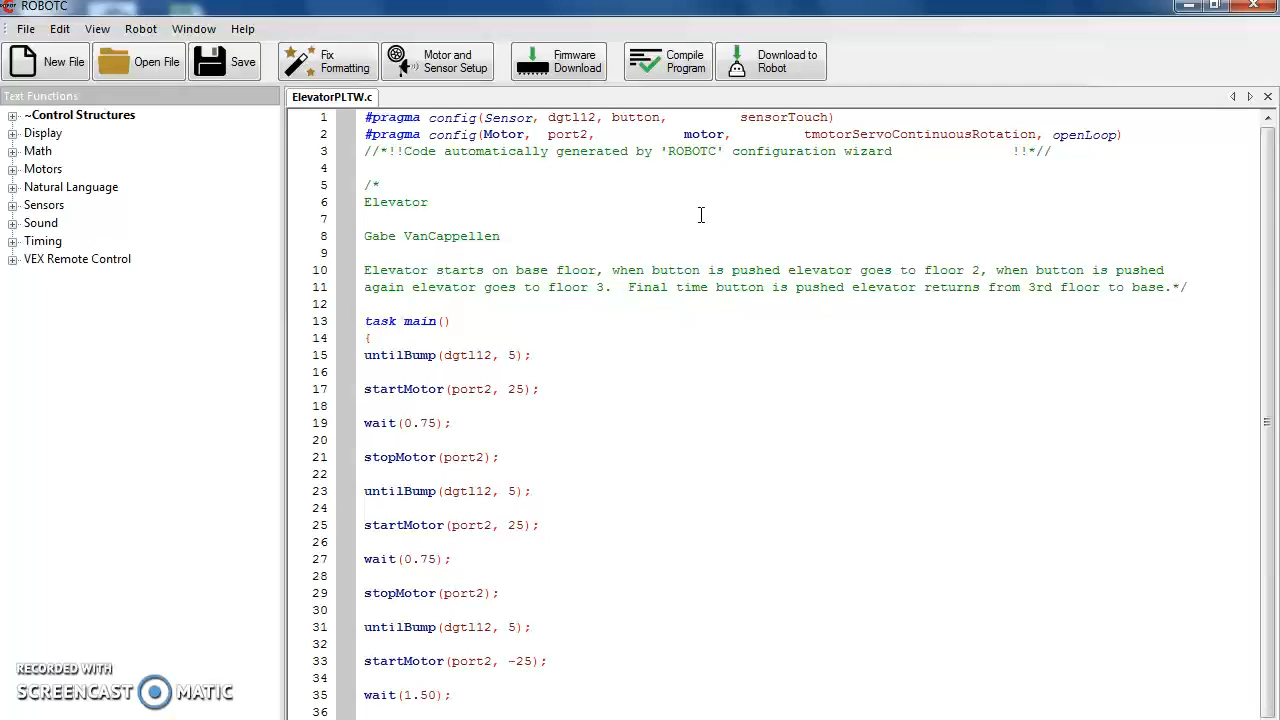 ROBOTC
File Edit View Robot Window Help
New File Open File Save Fix Formatting Motor and Sensor Setup Firmware Download Compile Program Download to Robot
Text Functions
ElevatorPLTW.c
~Control Structures
Display
Math
Motors
Natural Language
Sensors
Sound
Timing
VEX Remote Control
1 #pragma config(Sensor, dgtl12, button, sensorTouch)
2 #pragma config(Motor, port2, motor, tmotorServoContinuousRotation, openLoop)
3 //*!!Code automatically generated by 'ROBOTC' configuration wizard !!*//
4
5 /*
6 Elevator
7
8 Gabe VanCappellen
9
10 Elevator starts on base floor, when button is pushed elevator goes to floor 2, when button is pushed
11 again elevator goes to floor 3. Final time button is pushed elevator returns from 3rd floor to base.*/
12
13 task main()
14 {
15 untilBump(dgtl12, 5);
16
17 startMotor(port2, 25);
18
19 wait(0.75);
20
21 stopMotor(port2);
22
23 untilBump(dgtl12, 5);
24
25 startMotor(port2, 25);
26
27 wait(0.75);
28
29 stopMotor(port2);
30
31 untilBump(dgtl12, 5);
32
33 startMotor(port2, -25);
34
35 wait(1.50);
36
RECORDED WITH
SCREENCAST MATIC